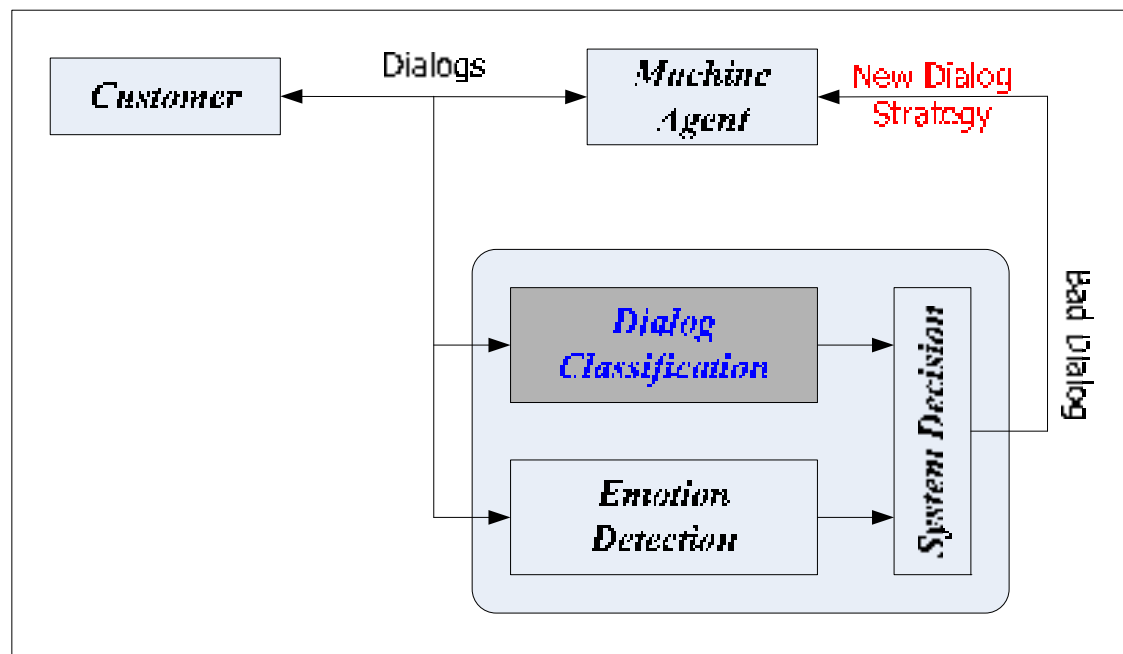 Dialogs
Customer
Machine
Agent
New Dialog
Strategy
Dialog
Classification
Emotion
Detection
System Decision
Bad Dialog